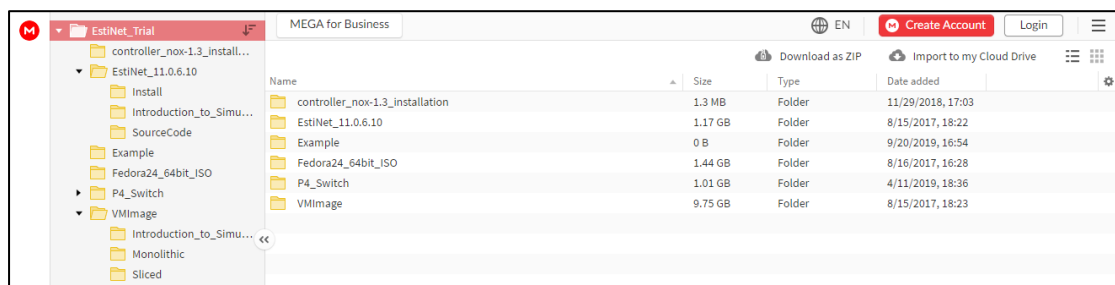 M
EstiNet_Trial
controller_nox-1.3_install...
EstiNet_11.0.6.10
Install
Introduction_to_Simu...
SourceCode
Example
Fedora24_64bit_ISO
P4_Switch
VMImage
Introduction_to_Simu...
Monolithic
Sliced
MEGA for Business
EN
M Create Account
Login
Download as ZIP
Import to my Cloud Drive
Name Size Type Date added
controller_nox-1.3_installation 1.3 MB Folder 11/29/2018, 17:03
EstiNet_11.0.6.10 1.17 GB Folder 8/15/2017, 18:22
Example 0 B Folder 9/20/2019, 16:54
Fedora24_64bit_ISO 1.44 GB Folder 8/16/2017, 16:28
P4_Switch 1.01 GB Folder 4/11/2019, 18:36
VMImage 9.75 GB Folder 8/15/2017, 18:23